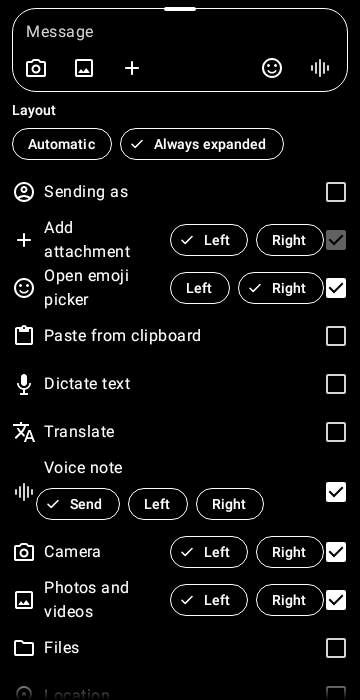 Message
Layout
Automatic
Always expanded
Sending as
Add
attachment
Left
Right
Open emoji
picker
Left
Right
Paste from clipboard
Dictate text
Translate
Voice note
Send
Left
Right
Camera
Left
Right
Photos and
videos
Left
Right
Files
Location